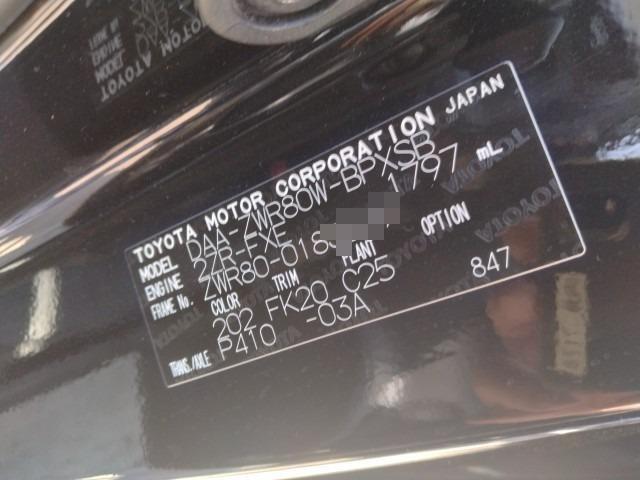 TOYOTA MOTOR CORPORATION JAPAN
MODEL DAA-ZWR80W-BPXSB
ENGINE 2ZR-FXE 1797 mL
FRAME No. ZWR80-018
COLOR TRIM PLANT OPTION
202 FK20 C25 847
TRANS./AXLE P410 -03A